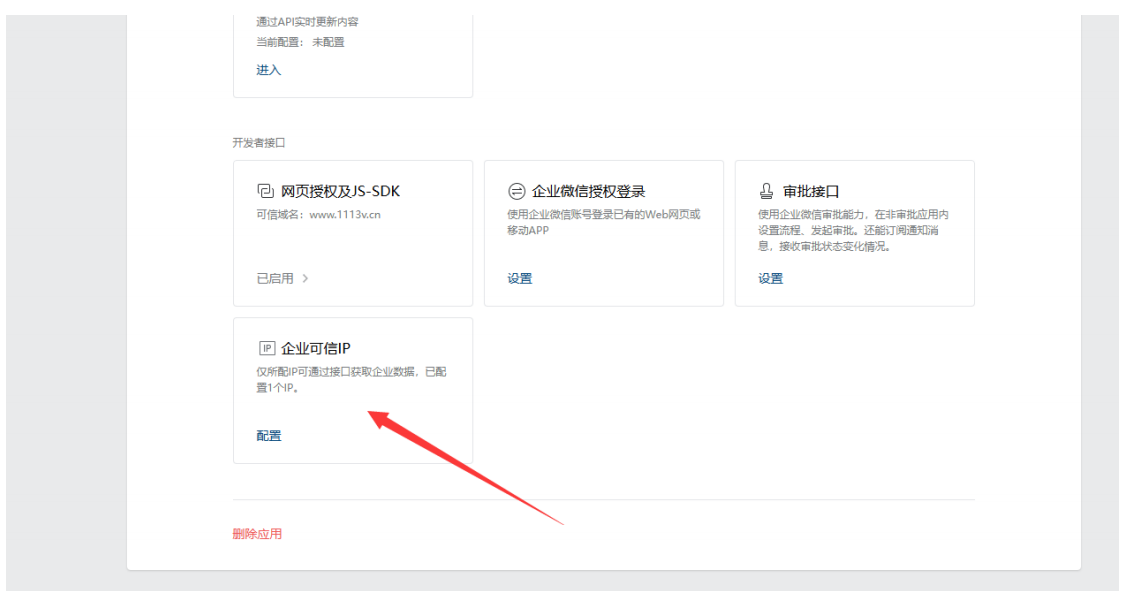 通过API实时更新内容
当前配置： 未配置
进入
开发者接口
网页授权及JS-SDK
可信域名：www.1113v.cn
已启用 >
企业微信授权登录
使用企业微信账号登录已有的Web网页或
移动APP
设置
审批接口
使用企业微信审批能力，在非审批应用内
设置流程、发起审批。还能订阅通知消
息，接收审批状态变化情况。
设置
IP 企业可信IP
仅所配IP可通过接口获取企业数据，已配
置1个IP。
配置
删除应用